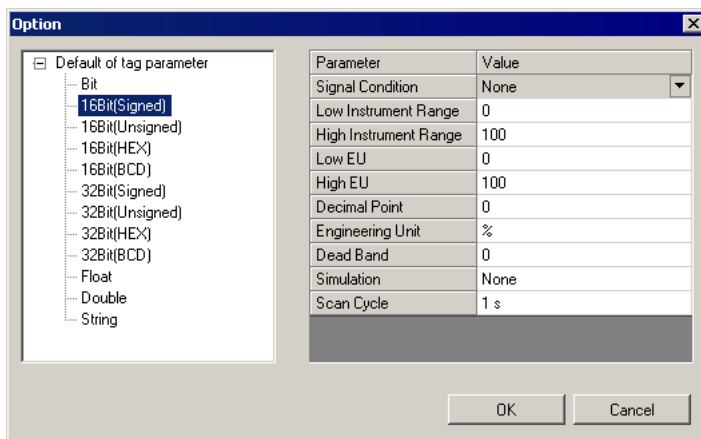 Option
Default of tag parameter
Bit
16Bit(Signed)
16Bit(Unsigned)
16Bit(HEX)
16Bit(BCD)
32Bit(Signed)
32Bit(Unsigned)
32Bit(HEX)
32Bit(BCD)
Float
Double
String
Parameter Value
Signal Condition None
Low Instrument Range 0
High Instrument Range 100
Low EU 0
High EU 100
Decimal Point 0
Engineering Unit %
Dead Band 0
Simulation None
Scan Cycle 1 s
OK Cancel